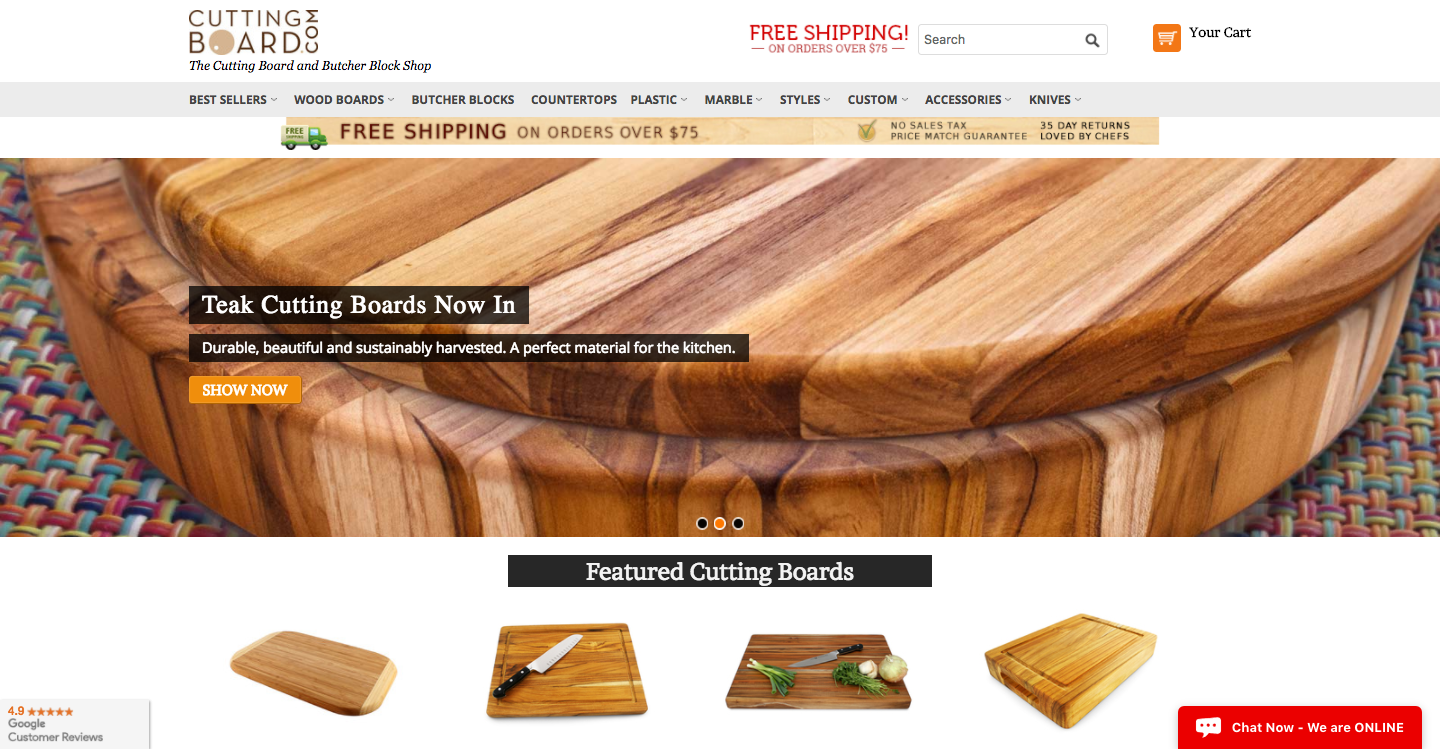 CUTTING
BOARD.COM
The Cutting Board and Butcher Block Shop
FREE SHIPPING!
ON ORDERS OVER $75
Search
Your Cart
BEST SELLERS
WOOD BOARDS
BUTCHER BLOCKS
COUNTERTOPS
PLASTIC
MARBLE
STYLES
CUSTOM
ACCESSORIES
KNIVES
FREE
SHIPPING
FREE SHIPPING ON ORDERS OVER $75
NO SALES TAX
PRICE MATCH GUARANTEE
35 DAY RETURNS
LOVED BY CHEFS
Teak Cutting Boards Now In
Durable, beautiful and sustainably harvested. A perfect material for the kitchen.
SHOW NOW
Featured Cutting Boards
4.9
Google
Customer Reviews
Chat Now - We are ONLINE